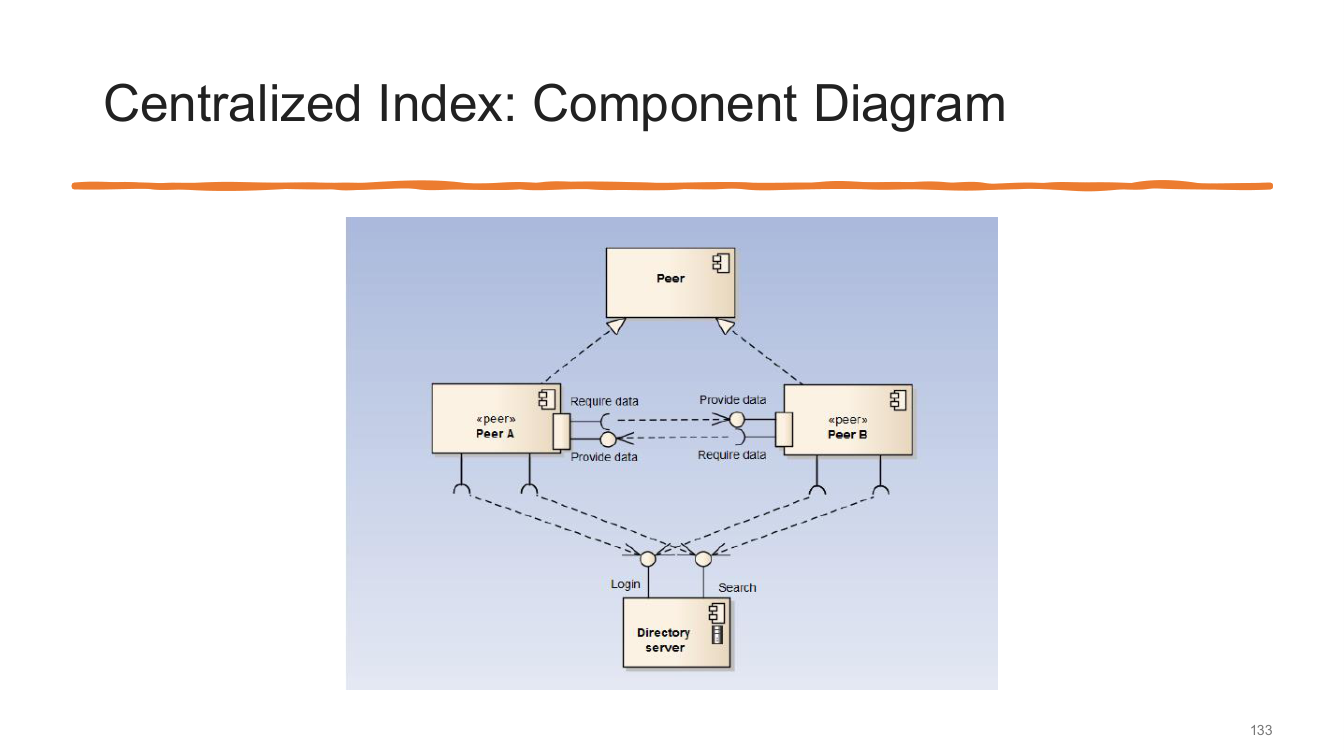 Centralized Index: Component Diagram
Peer
«peer»
Peer A
Require data
Provide data
Provide data
Require data
«peer»
Peer B
Login
Search
Directory
server
133